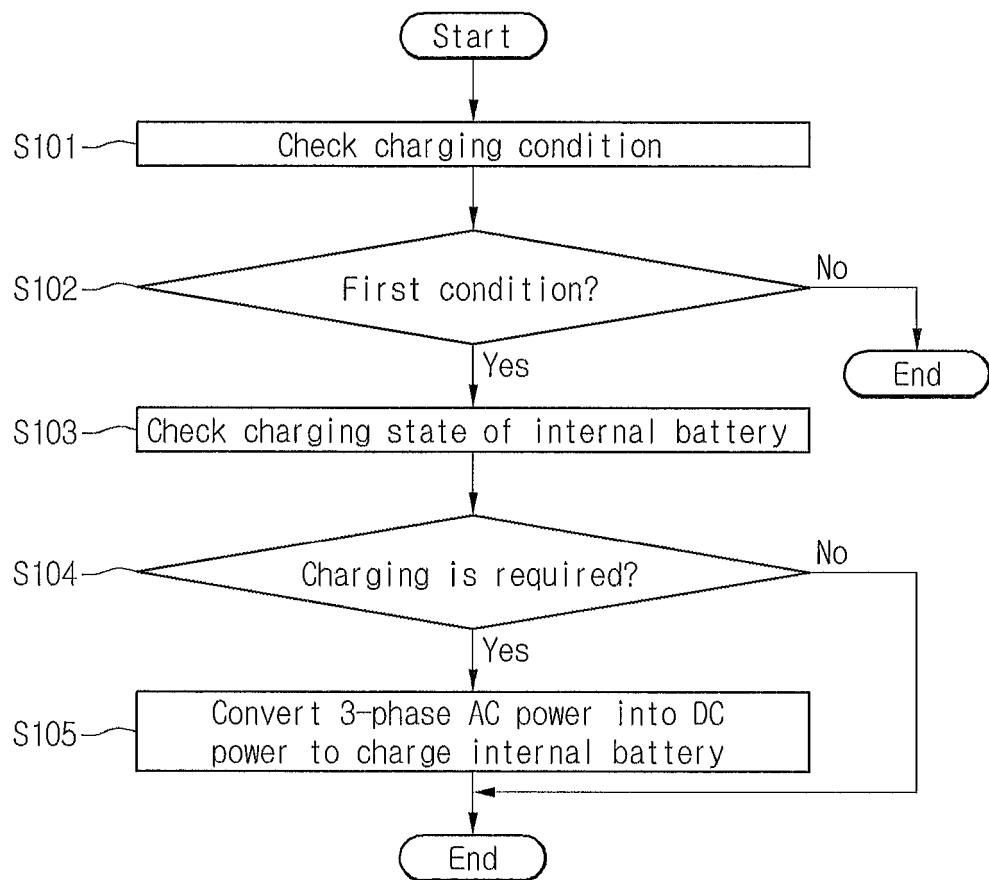 Start
S101
Check charging condition
S102
First condition?
No
End
Yes
S103
Check charging state of internal battery
S104
Charging is required?
No
Yes
S105
Convert 3-phase AC power into DC
power to charge internal battery
End